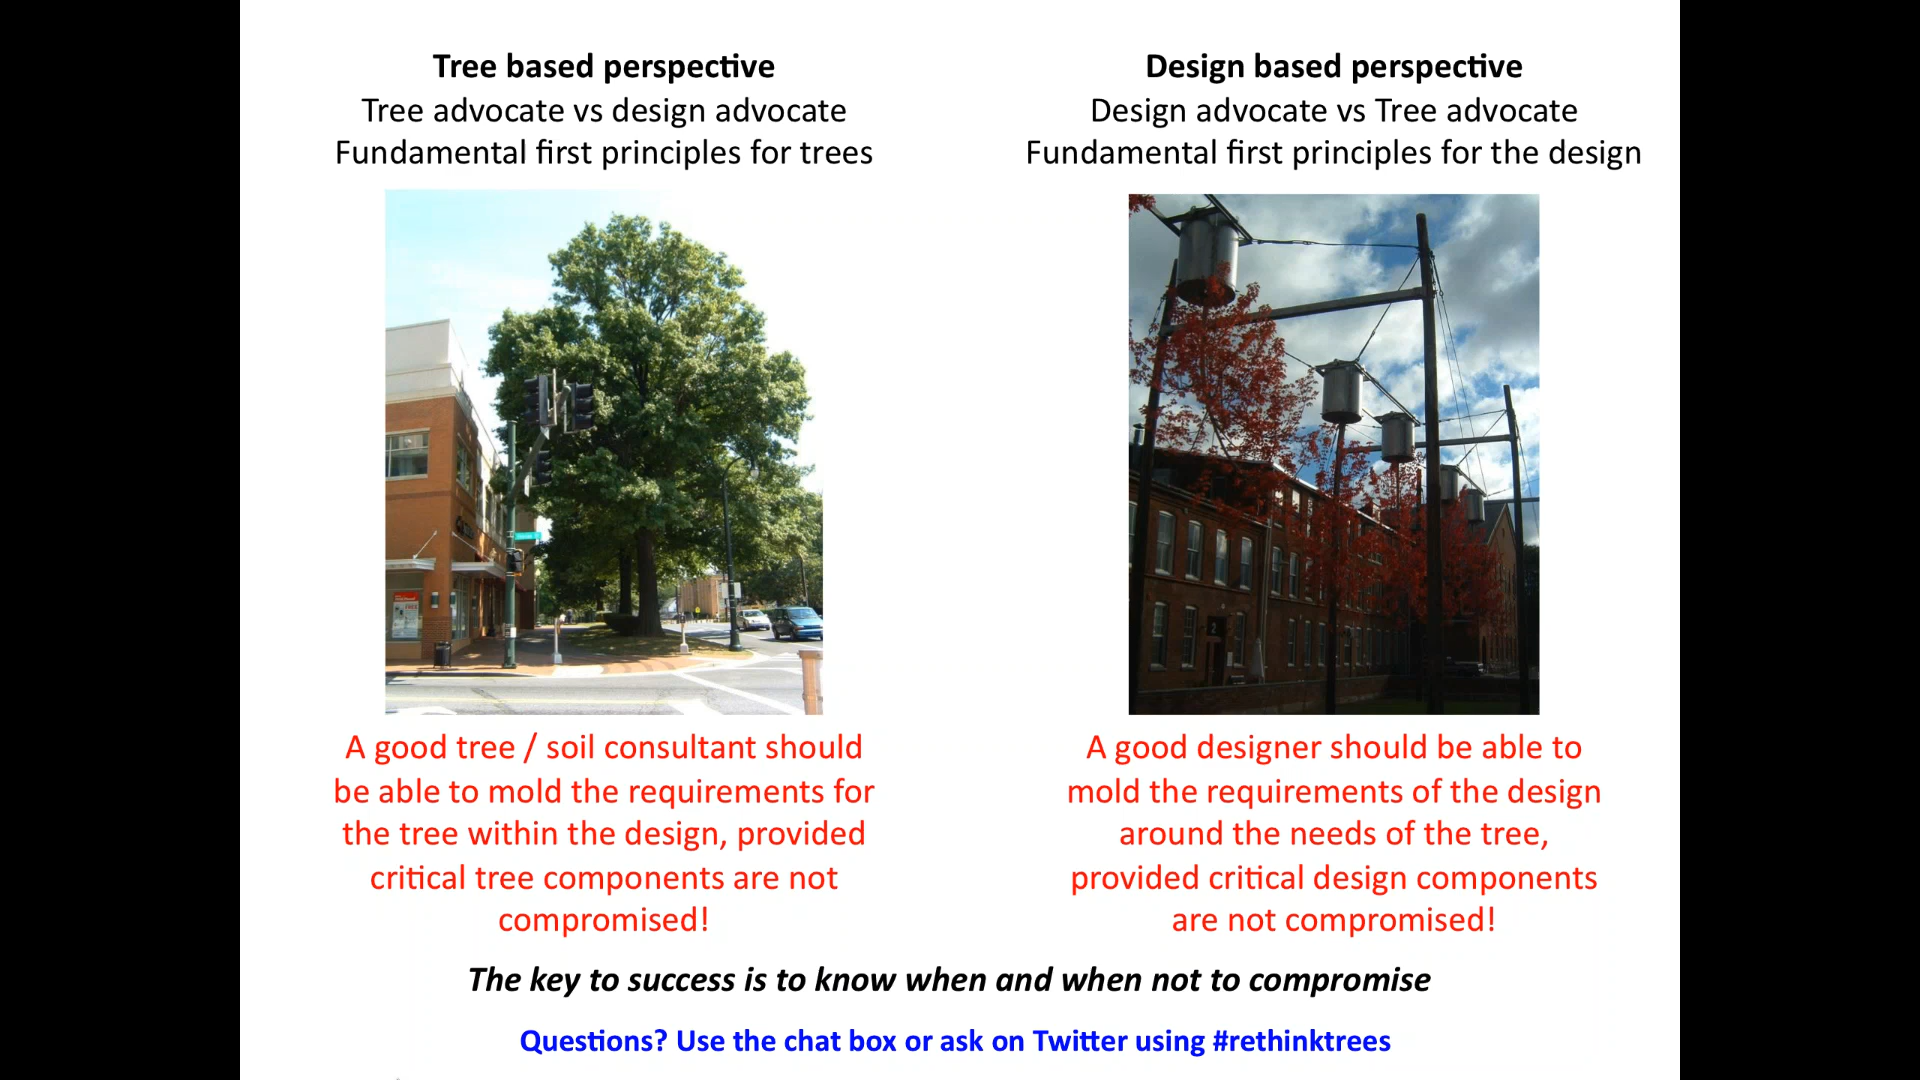 Tree based perspective
Tree advocate vs design advocate
Fundamental first principles for trees
A good tree / soil consultant should
be able to mold the requirements for
the tree within the design, provided
critical tree components are not
compromised!
Design based perspective
Design advocate vs Tree advocate
Fundamental first principles for the design
A good designer should be able to
mold the requirements of the design
around the needs of the tree,
provided critical design components
are not compromised!
The key to success is to know when and when not to compromise
Questions? Use the chat box or ask on Twitter using #rethinktrees